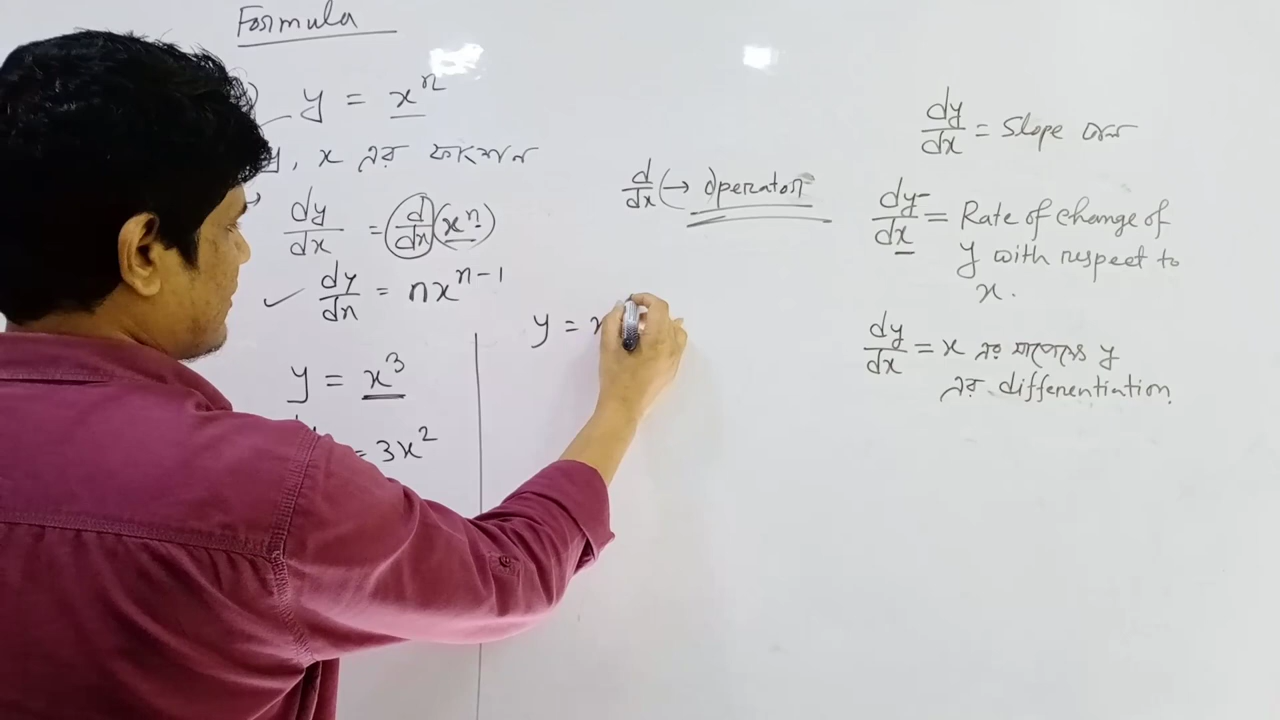 Formula
y = xⁿ
y, x এর ফাংশন
dy/dx = d/dx (xⁿ)
dy/dx = nxⁿ⁻¹
y = x³
= 3x²
d/dx → operator
y = x
dy/dx = Slope
dy/dx = Rate of change of
y with respect to
x.
dy/dx = x এর সাপেক্ষে y
এর differentiation.